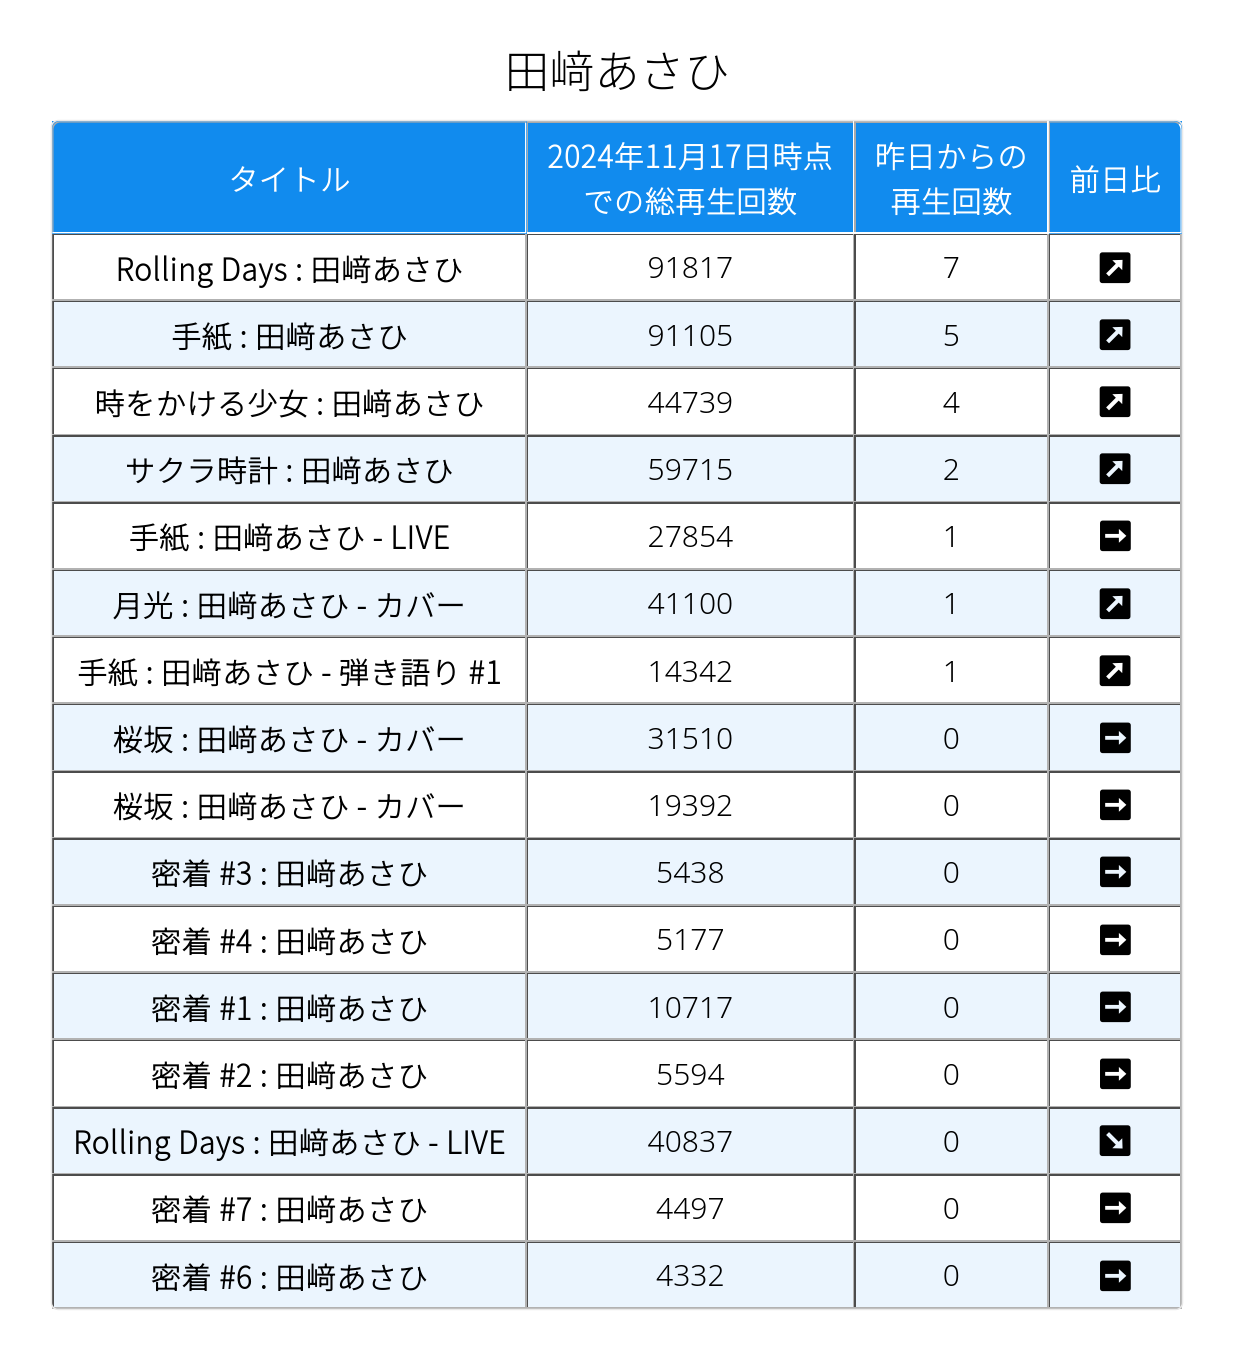 田﨑あさひ
タイトル 2024年11月17日時点での総再生回数 昨日からの再生回数 前日比
Rolling Days : 田﨑あさひ 91817 7 ↗
手紙 : 田﨑あさひ 91105 5 ↗
時をかける少女 : 田﨑あさひ 44739 4 ↗
サクラ時計 : 田﨑あさひ 59715 2 ↗
手紙 : 田﨑あさひ - LIVE 27854 1 →
月光 : 田﨑あさひ - カバー 41100 1 ↗
手紙 : 田﨑あさひ - 弾き語り #1 14342 1 ↗
桜坂 : 田﨑あさひ - カバー 31510 0 →
桜坂 : 田﨑あさひ - カバー 19392 0 →
密着 #3 : 田﨑あさひ 5438 0 →
密着 #4 : 田﨑あさひ 5177 0 →
密着 #1 : 田﨑あさひ 10717 0 →
密着 #2 : 田﨑あさひ 5594 0 →
Rolling Days : 田﨑あさひ - LIVE 40837 0 ↘
密着 #7 : 田﨑あさひ 4497 0 →
密着 #6 : 田﨑あさひ 4332 0 →